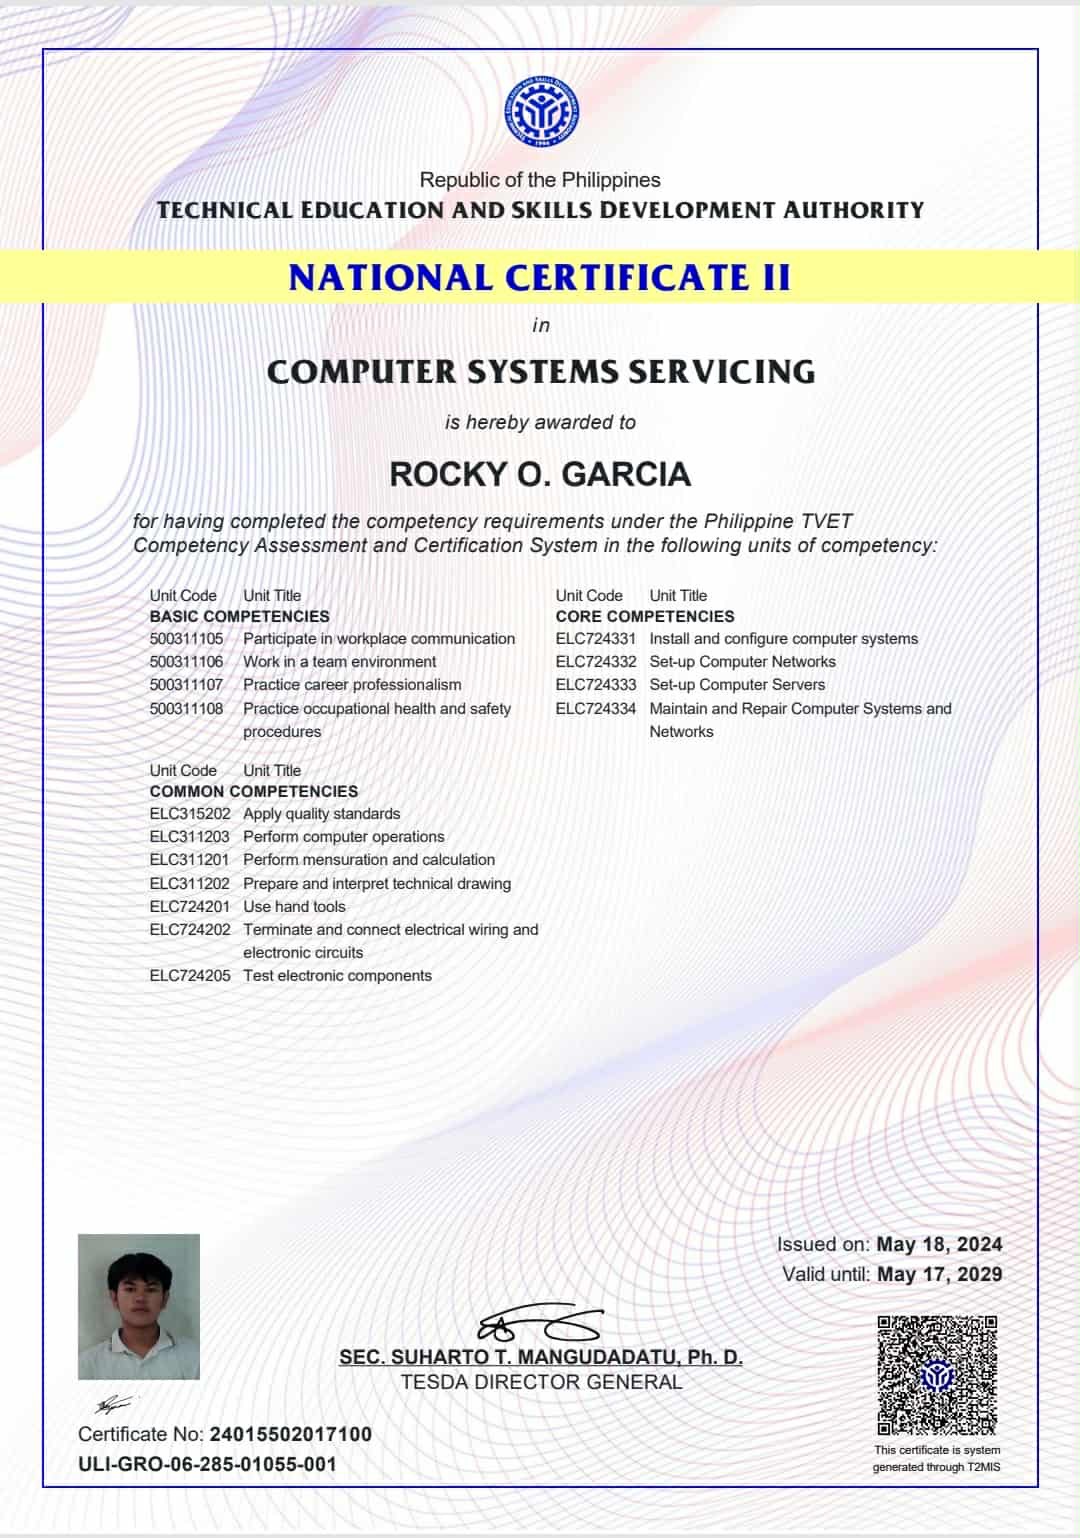 TECHNICAL EDUCATION AND SKILLS DEVELOPMENT AUTHORITY
1994
Republic of the Philippines
TECHNICAL EDUCATION AND SKILLS DEVELOPMENT AUTHORITY
NATIONAL CERTIFICATE II
in
COMPUTER SYSTEMS SERVICING
is hereby awarded to
ROCKY O. GARCIA
for having completed the competency requirements under the Philippine TVET
Competency Assessment and Certification System in the following units of competency:
Unit Code Unit Title
BASIC COMPETENCIES
500311105 Participate in workplace communication
500311106 Work in a team environment
500311107 Practice career professionalism
500311108 Practice occupational health and safety
procedures
Unit Code Unit Title
CORE COMPETENCIES
ELC724331 Install and configure computer systems
ELC724332 Set-up Computer Networks
ELC724333 Set-up Computer Servers
ELC724334 Maintain and Repair Computer Systems and
Networks
Unit Code Unit Title
COMMON COMPETENCIES
ELC315202 Apply quality standards
ELC311203 Perform computer operations
ELC311201 Perform mensuration and calculation
ELC311202 Prepare and interpret technical drawing
ELC724201 Use hand tools
ELC724202 Terminate and connect electrical wiring and
electronic circuits
ELC724205 Test electronic components
Issued on: May 18, 2024
Valid until: May 17, 2029
SEC. SUHARTO T. MANGUDADATU, Ph. D.
TESDA DIRECTOR GENERAL
Certificate No: 24015502017100
ULI-GRO-06-285-01055-001
This certificate is system
generated through T2MIS